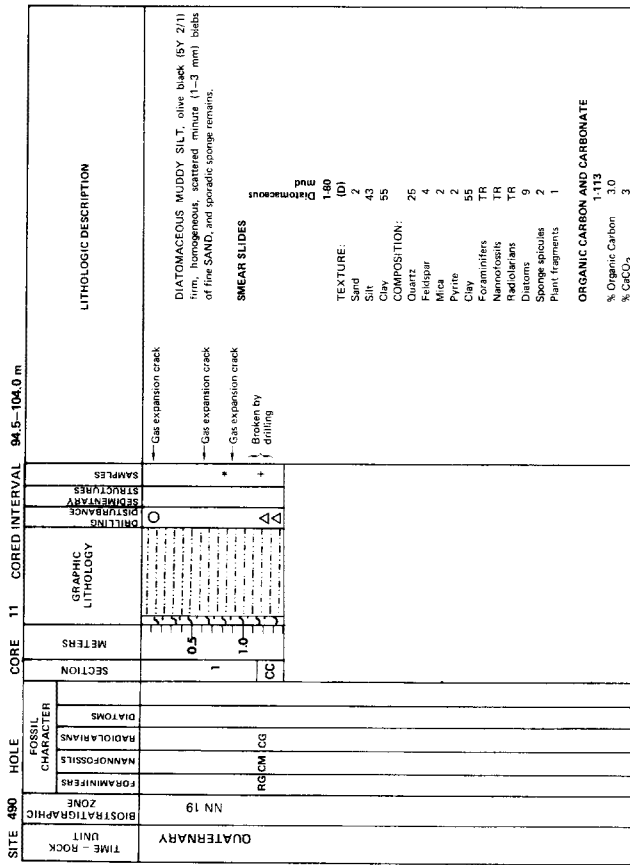 SITE 490 HOLE CORE 11 CORED INTERVAL 94.5–104.0 m
TIME – ROCK UNIT
BIOSTRATIGRAPHIC ZONE
FOSSIL CHARACTER
FORAMINIFERS
NANNOFOSSILS
RADIOLARIANS
DIATOMS
SECTION
METERS
GRAPHIC LITHOLOGY
DRILLING DISTURBANCE
SEDIMENTARY STRUCTURES
SAMPLES
LITHOLOGIC DESCRIPTION
QUATERNARY
NN 19
RG CM CG
1
CC
0.5
1.0
*
+
Gas expansion crack
Gas expansion crack
Gas expansion crack
Broken by
drilling
DIATOMACEOUS MUDDY SILT, olive black (5Y 2/1)
firm, homogeneous, scattered minute (1–3 mm) blebs
of fine SAND, and sporadic sponge remains.
SMEAR SLIDES
Diatomaceous
mud
1-80
(D)
TEXTURE:
Sand 2
Silt 43
Clay 55
COMPOSITION:
Quartz 25
Feldspar 4
Mica 2
Pyrite 2
Clay 55
Foraminifers TR
Nannofossils TR
Radiolarians TR
Diatoms 9
Sponge spicules 2
Plant fragments 1
ORGANIC CARBON AND CARBONATE
1-113
% Organic Carbon 3.0
% CaCO₃ 3